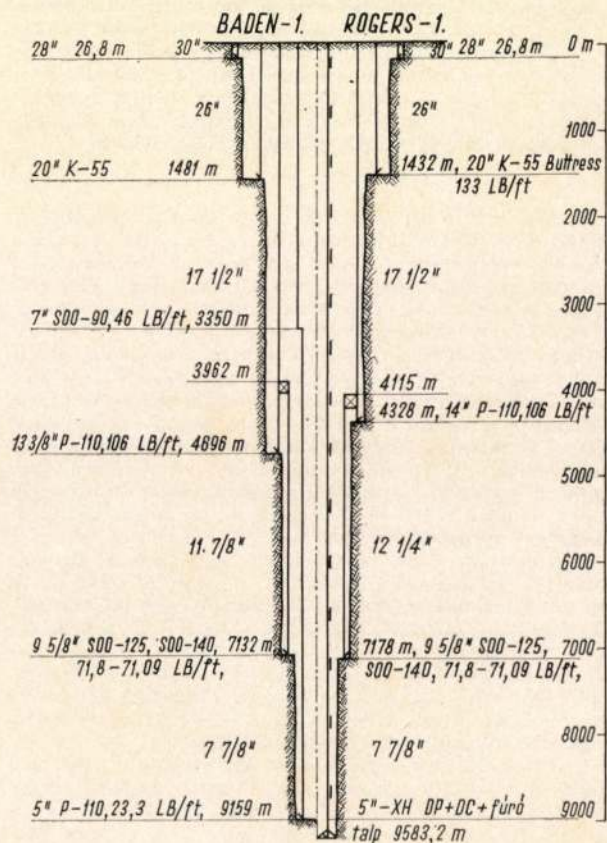 BADEN-1. ROGERS-1.
28" 26,8 m 30" 30" 28" 26,8 m 0 m
26" 26"
1000
20" K-55 1481 m 1432 m, 20" K-55 Buttress
133 LB/ft
2000
17 1/2" 17 1/2"
3000
7" S00-90,46 LB/ft, 3350 m
3962 m 4115 m
4000
4328 m, 14" P-110,106 LB/ft
13 3/8" P-110,106 LB/ft, 4696 m
5000
11. 7/8" 12 1/4"
6000
9 5/8" S00-125, S00-140, 7132 m 7178 m, 9 5/8" S00-125, 7000
71,8-71,09 LB/ft, S00-140, 71,8-71,09 LB/ft,
7 7/8" 7 7/8"
8000
5" P-110,23,3 LB/ft, 9159 m 5"-XH DP+DC+fúró 9000
talp 9583,2 m